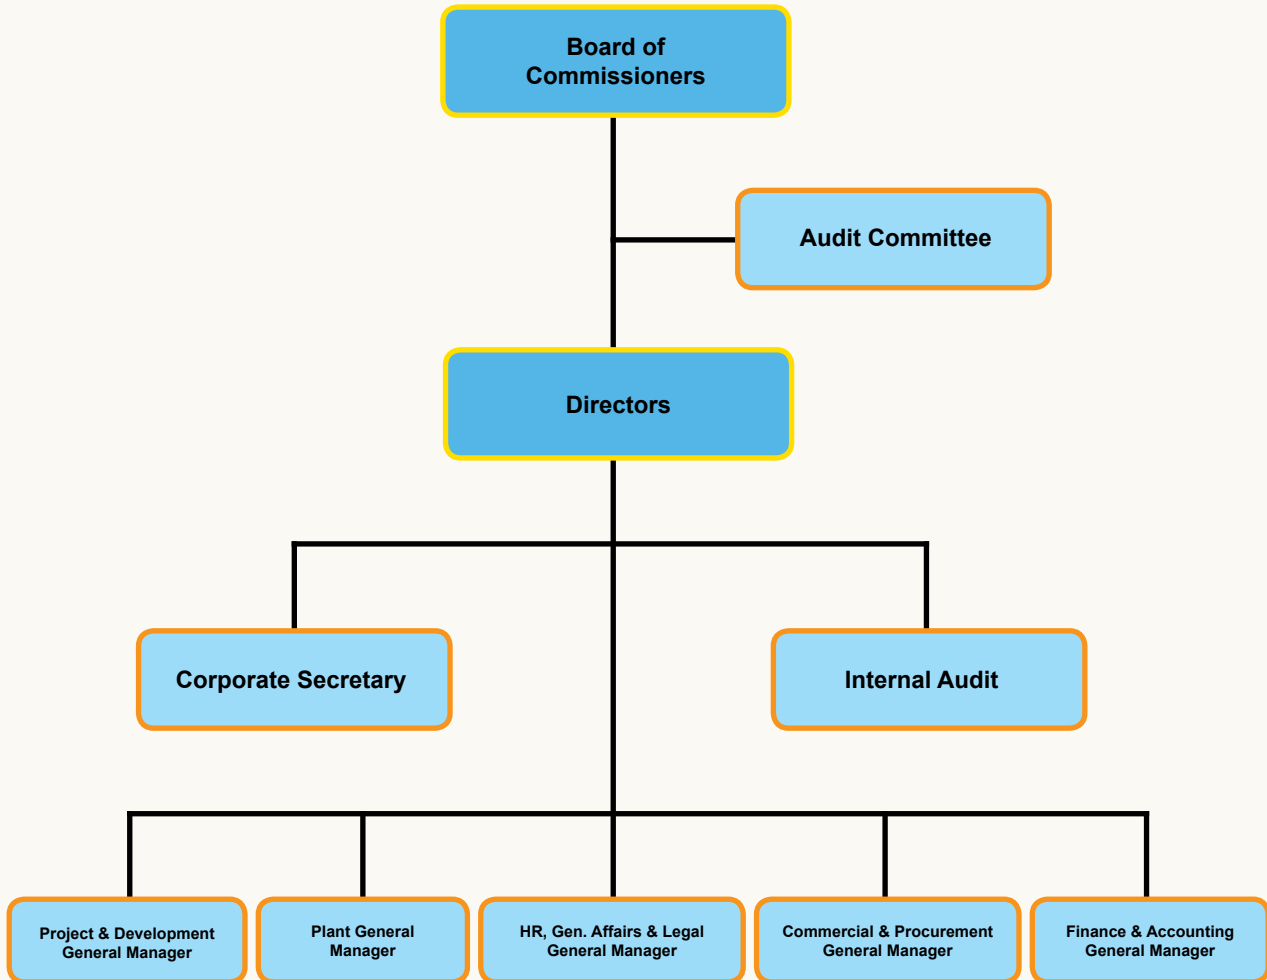 Board of
Commissioners
Audit Committee
Directors
Corporate Secretary
Internal Audit
Project & Development
General Manager
Plant General
Manager
HR, Gen. Affairs & Legal
General Manager
Commercial & Procurement
General Manager
Finance & Accounting
General Manager